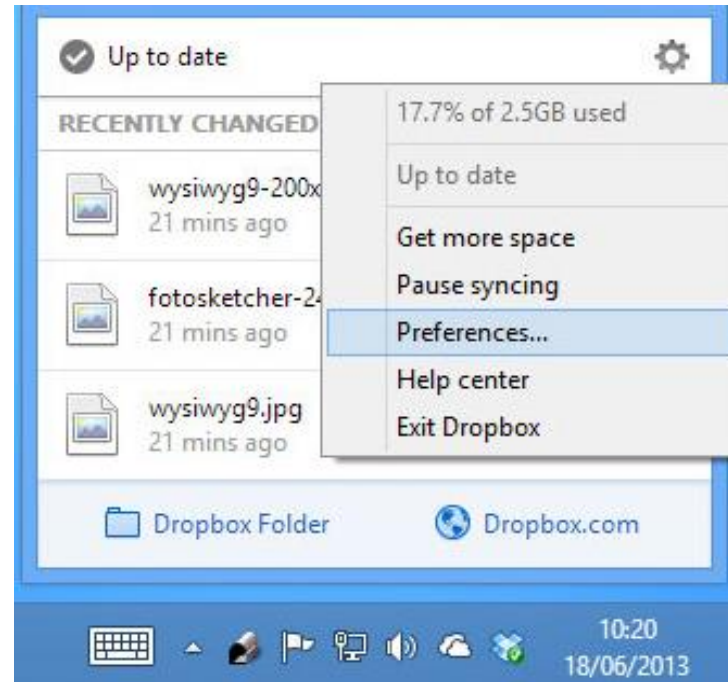 Up to date
RECENTLY CHANGED
wysiwyg9-200x
21 mins ago
fotosketcher-24
21 mins ago
wysiwyg9.jpg
21 mins ago
17.7% of 2.5GB used
Up to date
Get more space
Pause syncing
Preferences...
Help center
Exit Dropbox
Dropbox Folder
Dropbox.com
10:20
18/06/2013